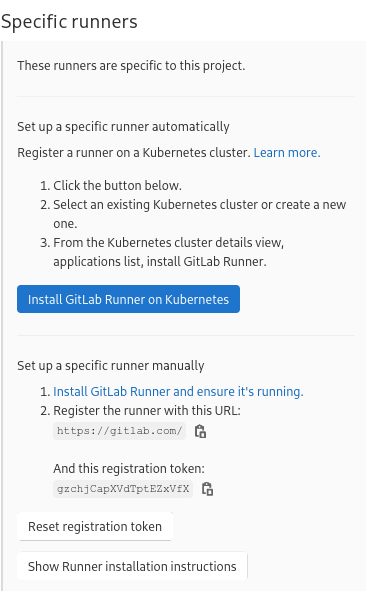 Specific runners
These runners are specific to this project.
Set up a specific runner automatically
Register a runner on a Kubernetes cluster. Learn more.
1. Click the button below.
2. Select an existing Kubernetes cluster or create a new
one.
3. From the Kubernetes cluster details view,
applications list, install GitLab Runner.
Install GitLab Runner on Kubernetes
Set up a specific runner manually
1. Install GitLab Runner and ensure it's running.
2. Register the runner with this URL:
https://gitlab.com/
And this registration token:
gzchjCapXVdTptEZxVfX
Reset registration token
Show Runner installation instructions